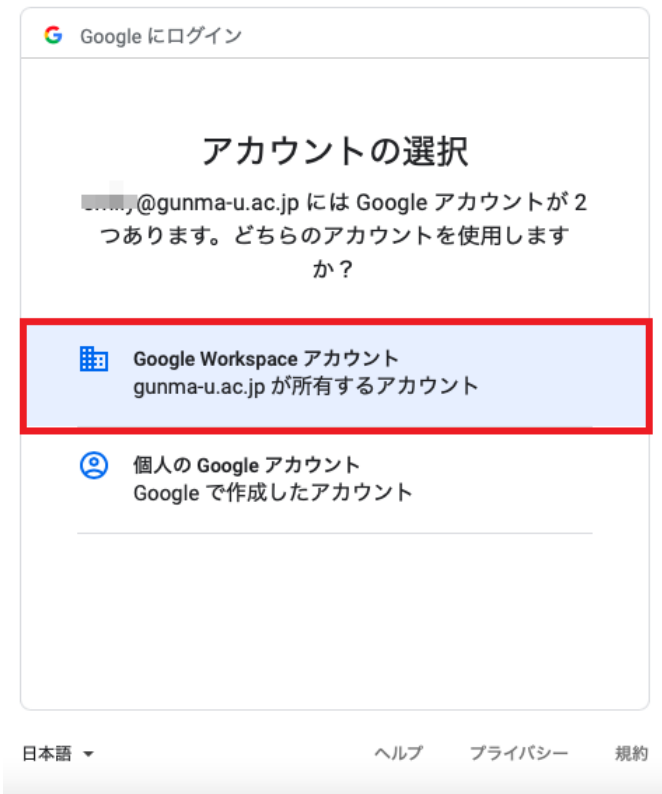 Google にログイン
アカウントの選択
@gunma-u.ac.jp には Google アカウントが 2
つあります。どちらのアカウントを使用します
か？
Google Workspace アカウント
gunma-u.ac.jp が所有するアカウント
個人の Google アカウント
Google で作成したアカウント
日本語 ヘルプ プライバシー 規約